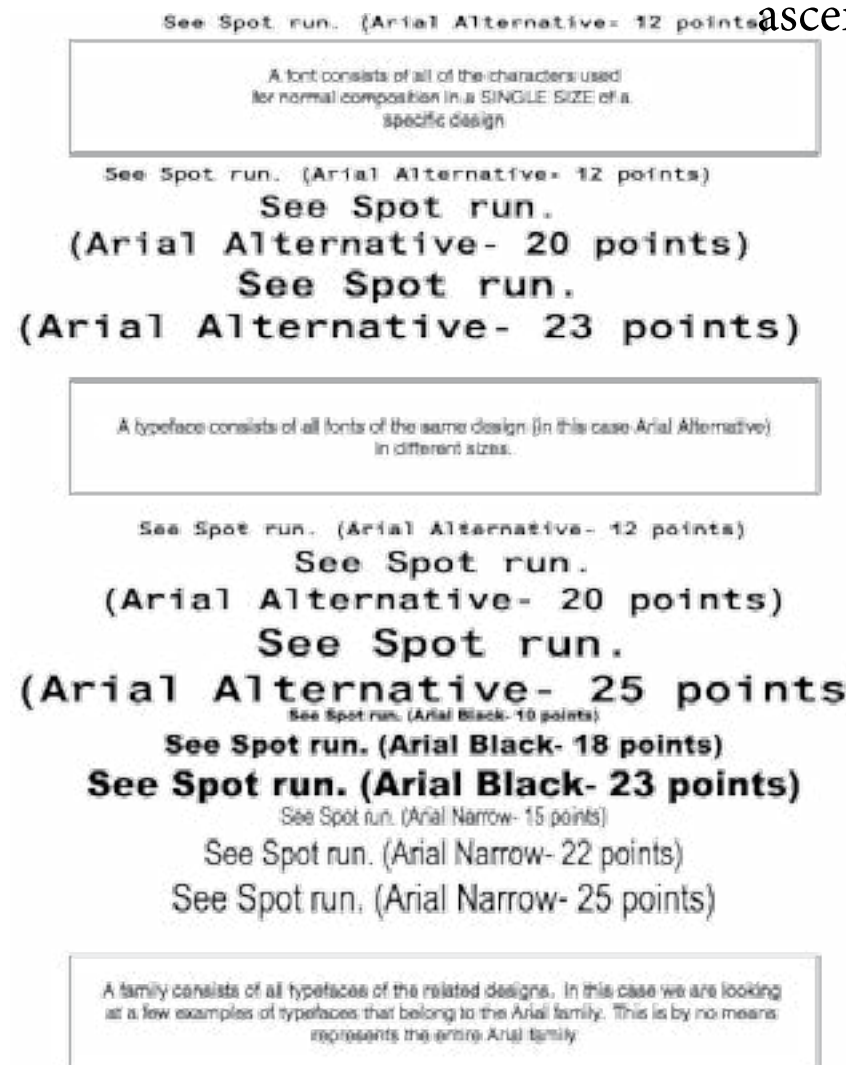 See Spot run. (Arial Alternative- 12 points)
ascer
A font consists of all of the characters used
for normal composition in a SINGLE SIZE of a
specific design
See Spot run. (Arial Alternative- 12 points)
See Spot run.
(Arial Alternative- 20 points)
See Spot run.
(Arial Alternative- 23 points)
A typeface consists of all fonts of the same design (in this case Arial Alternative)
in different sizes.
See Spot run. (Arial Alternative- 12 points)
See Spot run.
(Arial Alternative- 20 points)
See Spot run.
(Arial Alternative- 25 points
See Spot run. (Arial Black- 10 points)
See Spot run. (Arial Black- 18 points)
See Spot run. (Arial Black- 23 points)
See Spot run. (Arial Narrow- 15 points)
See Spot run. (Arial Narrow- 22 points)
See Spot run. (Arial Narrow- 25 points)
A family consists of all typefaces of the related designs. In this case we are looking
at a few examples of typefaces that belong to the Arial family. This is by no means
represents the entire Arial family